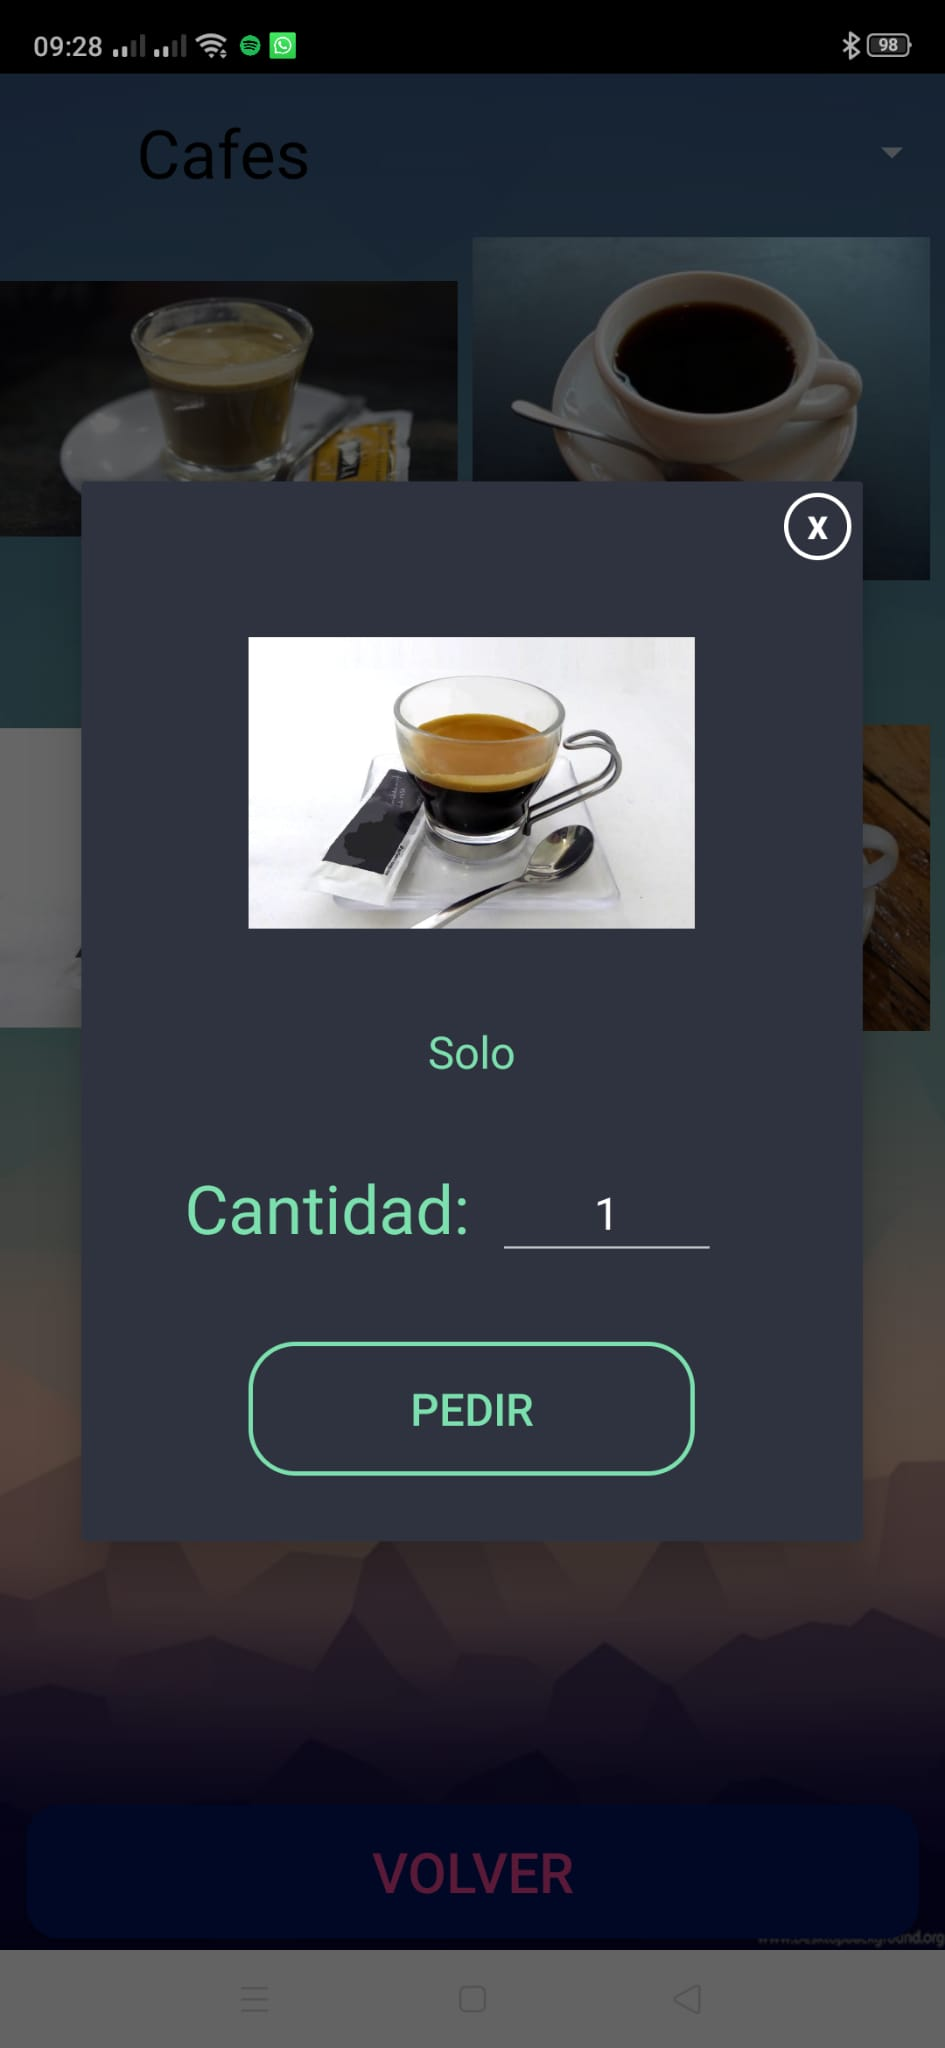 09:28
98
Cafes
X
Solo
Cantidad: 1
PEDIR
VOLVER